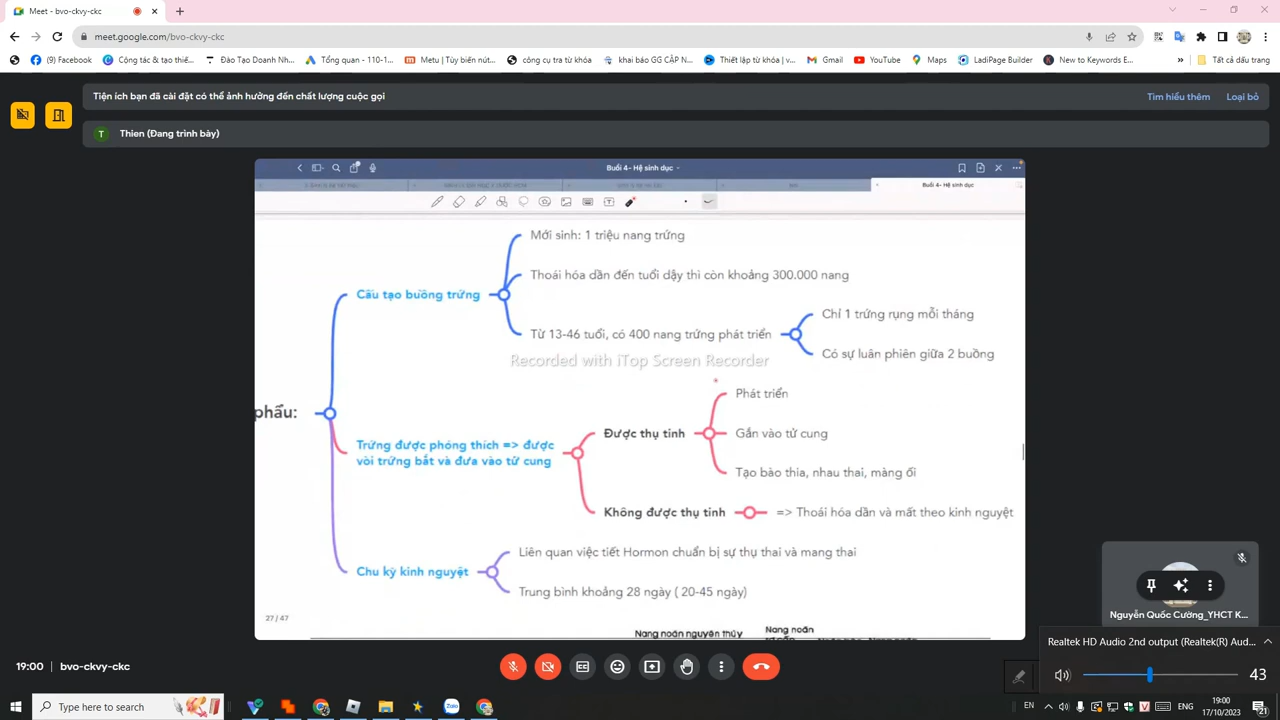 Meet - bvo-ckvy-ckc
meet.google.com/bvo-ckvy-ckc
(9) Facebook
Công tác & tạo thiế...
Đào Tạo Doanh Nh...
Tổng quan - 110-1...
Metu | Tùy biến nút...
công cụ tra từ khóa
khai báo GG CẬP N...
Thiết lập từ khóa | v...
Gmail
YouTube
Maps
LadiPage Builder
New to Keywords E...
»
Tất cả dấu trang
Tiện ích bạn đã cài đặt có thể ảnh hưởng đến chất lượng cuộc gọi
Tìm hiểu thêm
Loại bỏ
T
Thien (Đang trình bày)
Buổi 4- Hệ sinh dục
Buổi 4- Hệ sinh dục
Mới sinh: 1 triệu nang trứng
Thoái hóa dần đến tuổi dậy thì còn khoảng 300.000 nang
Cấu tạo buồng trứng
Chỉ 1 trứng rụng mỗi tháng
Từ 13-46 tuổi, có 400 nang trứng phát triển
Có sự luân phiên giữa 2 buồng
Recorded with iTop Screen Recorder
Phát triển
phẩu:
Được thụ tinh
Gắn vào tử cung
Trứng được phóng thích => được
vòi trứng bắt và đưa vào tử cung
Tạo bào thia, nhau thai, màng ối
Không được thụ tinh
=> Thoái hóa dần và mất theo kinh nguyệt
Liên quan việc tiết Hormon chuẩn bị sự thụ thai và mang thai
Chu kỳ kinh nguyệt
Trung bình khoảng 28 ngày ( 20-45 ngày)
27 / 47
Nang noãn nguyên thủy
Nang noãn
Nguyễn Quốc Cường_YHCT K...
Realtek HD Audio 2nd output (Realtek(R) Aud...
43
19:00
bvo-ckvy-ckc
Type here to search
Zalo
EN
V
ENG
19:00
17/10/2023
21